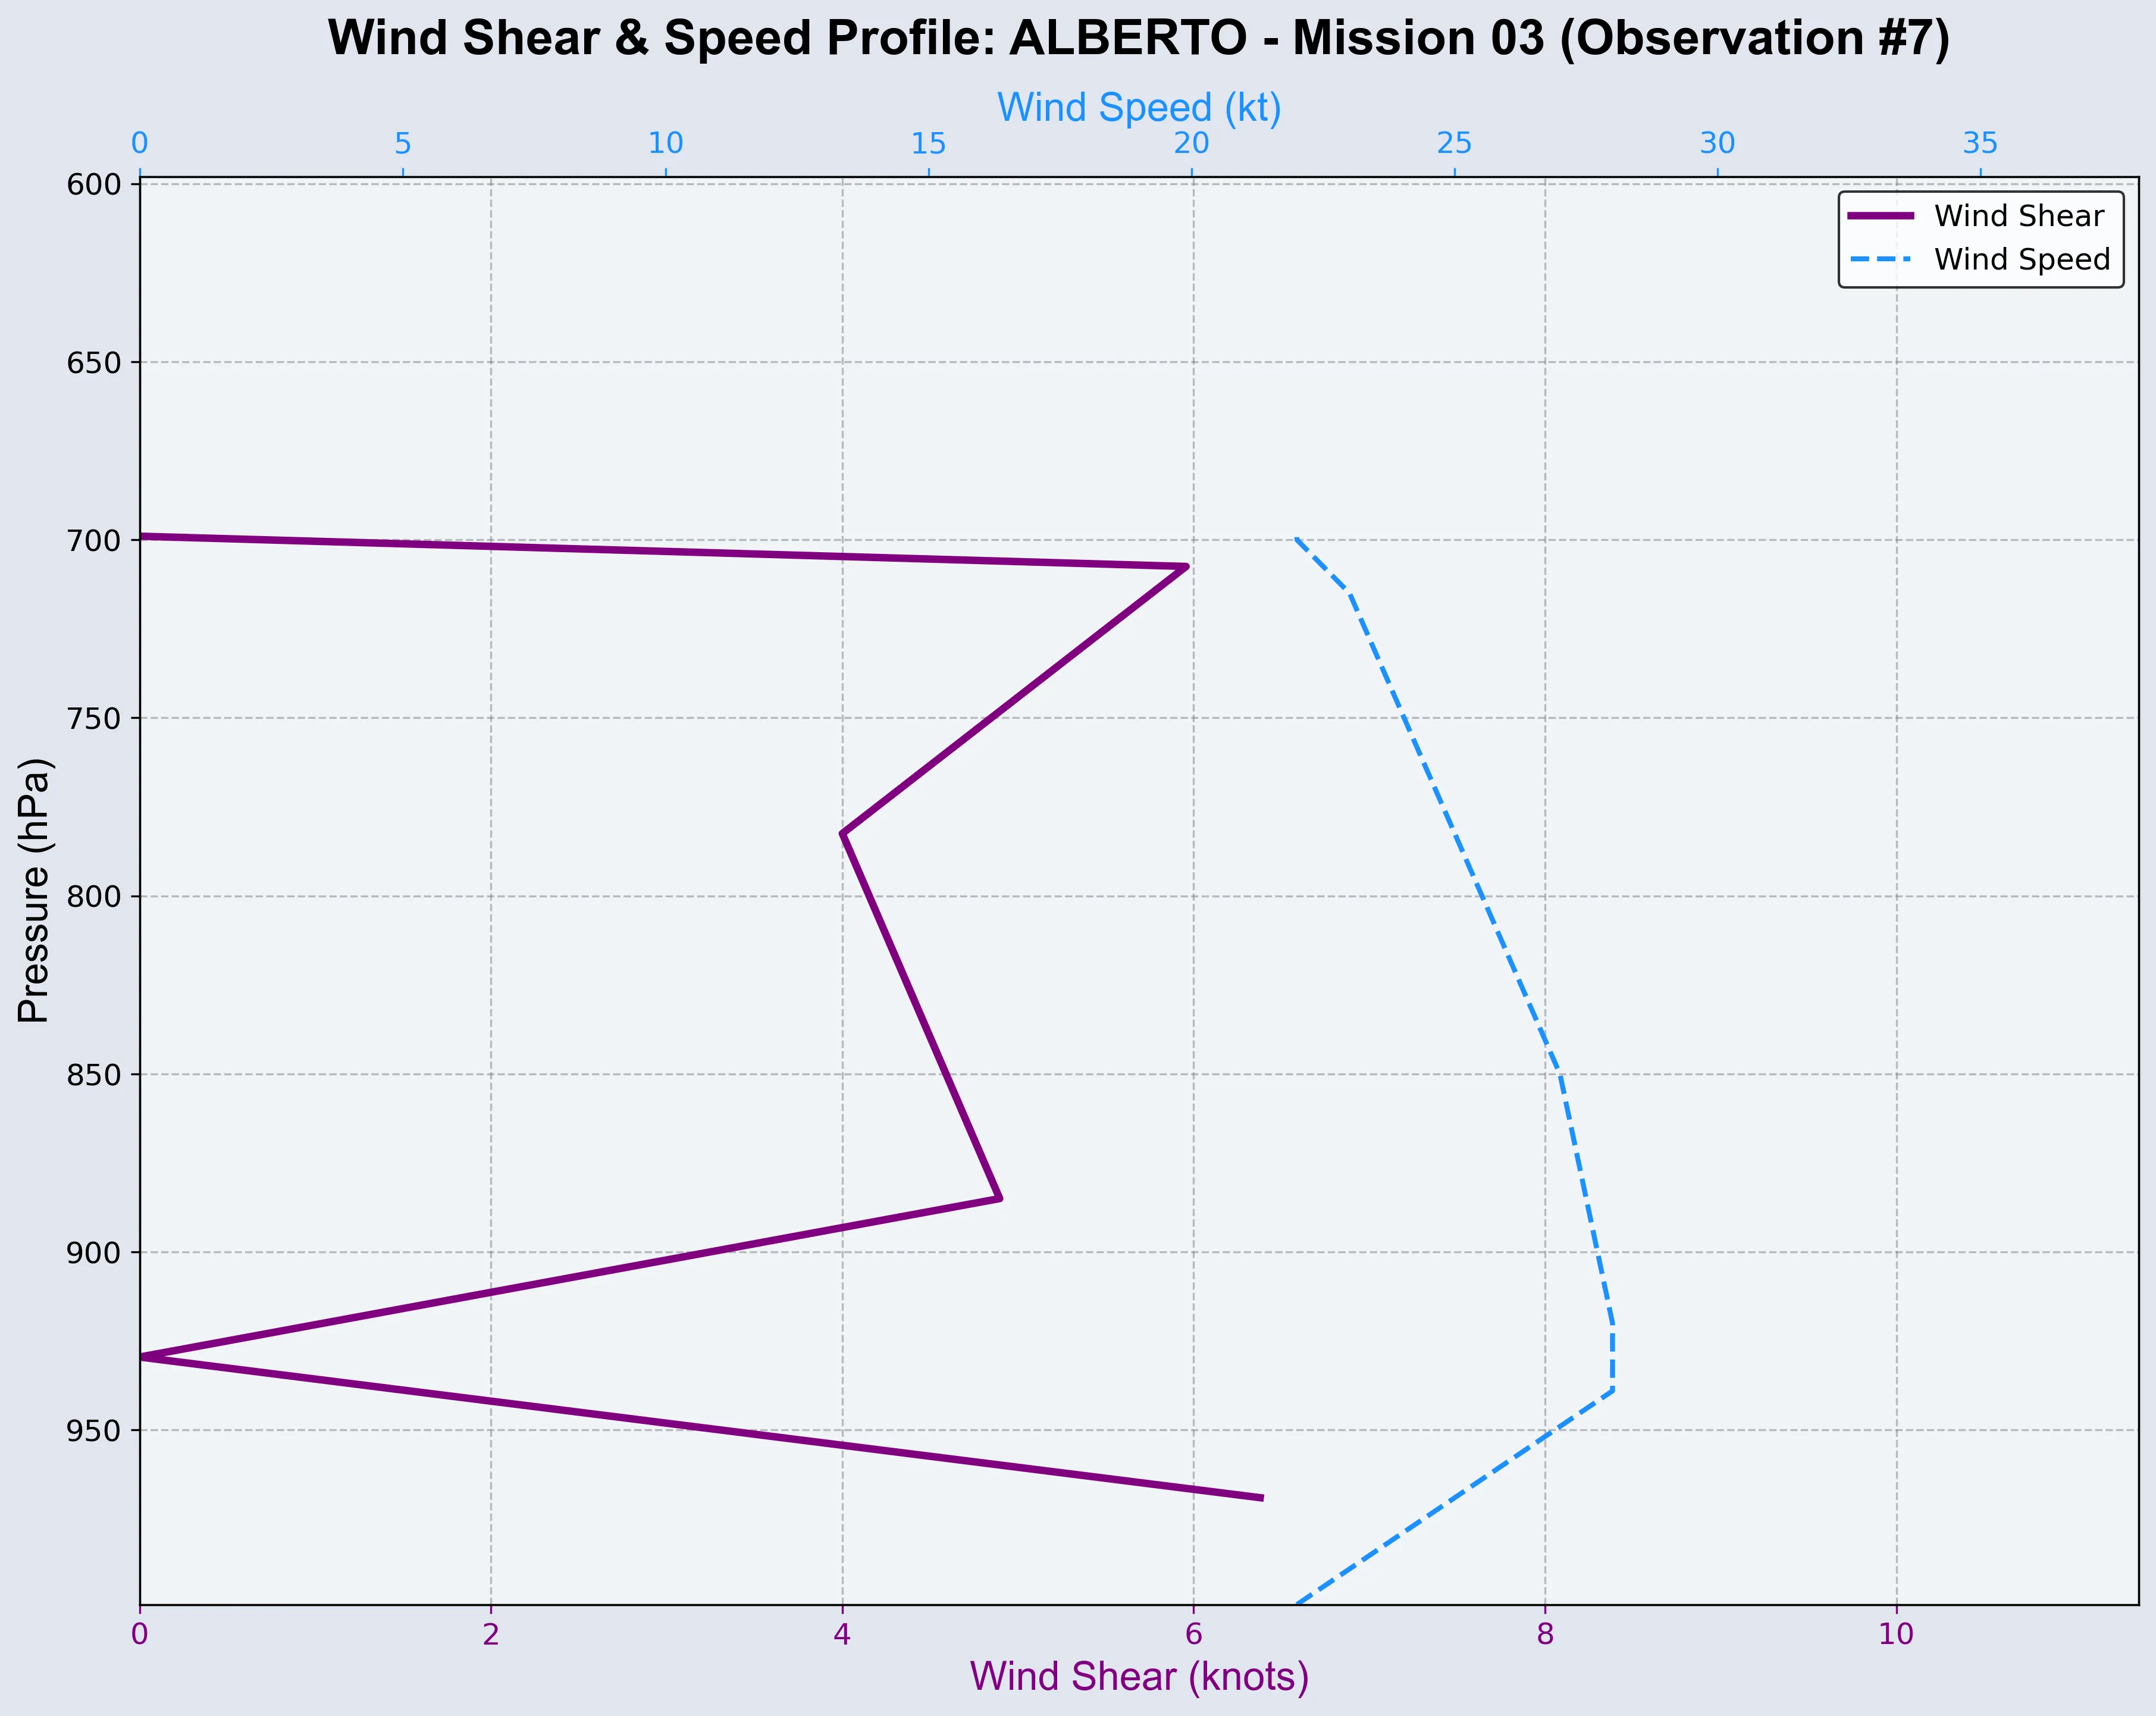 Wind Shear & Speed Profile: ALBERTO - Mission 03 (Observation #7)
Wind Speed (kt)
0 5 10 15 20 25 30 35
Wind Shear
Wind Speed
600
650
700
750
800
850
900
950
Pressure (hPa)
0 2 4 6 8 10
Wind Shear (knots)